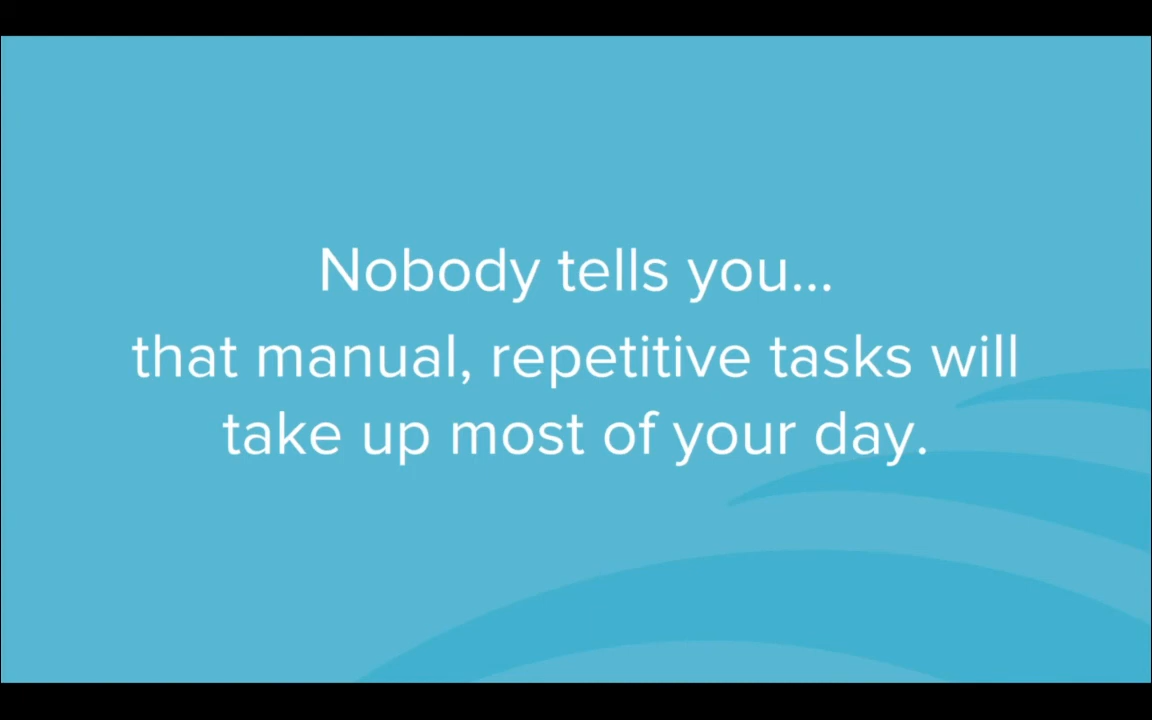 Nobody tells you...
that manual, repetitive tasks will
take up most of your day.